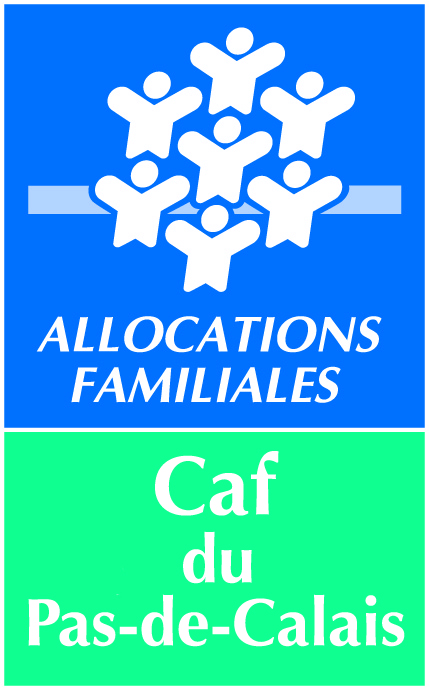 ALLOCATIONS
FAMILIALES
Caf
du
Pas-de-Calais